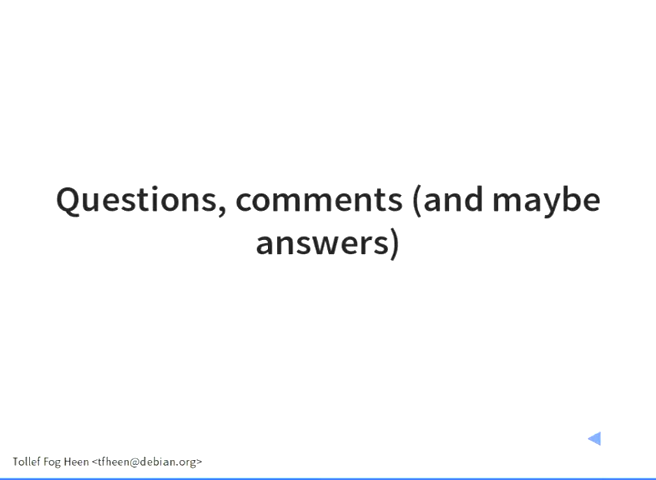 Questions, comments (and maybe
answers)
Tollef Fog Heen <tfheen@debian.org>